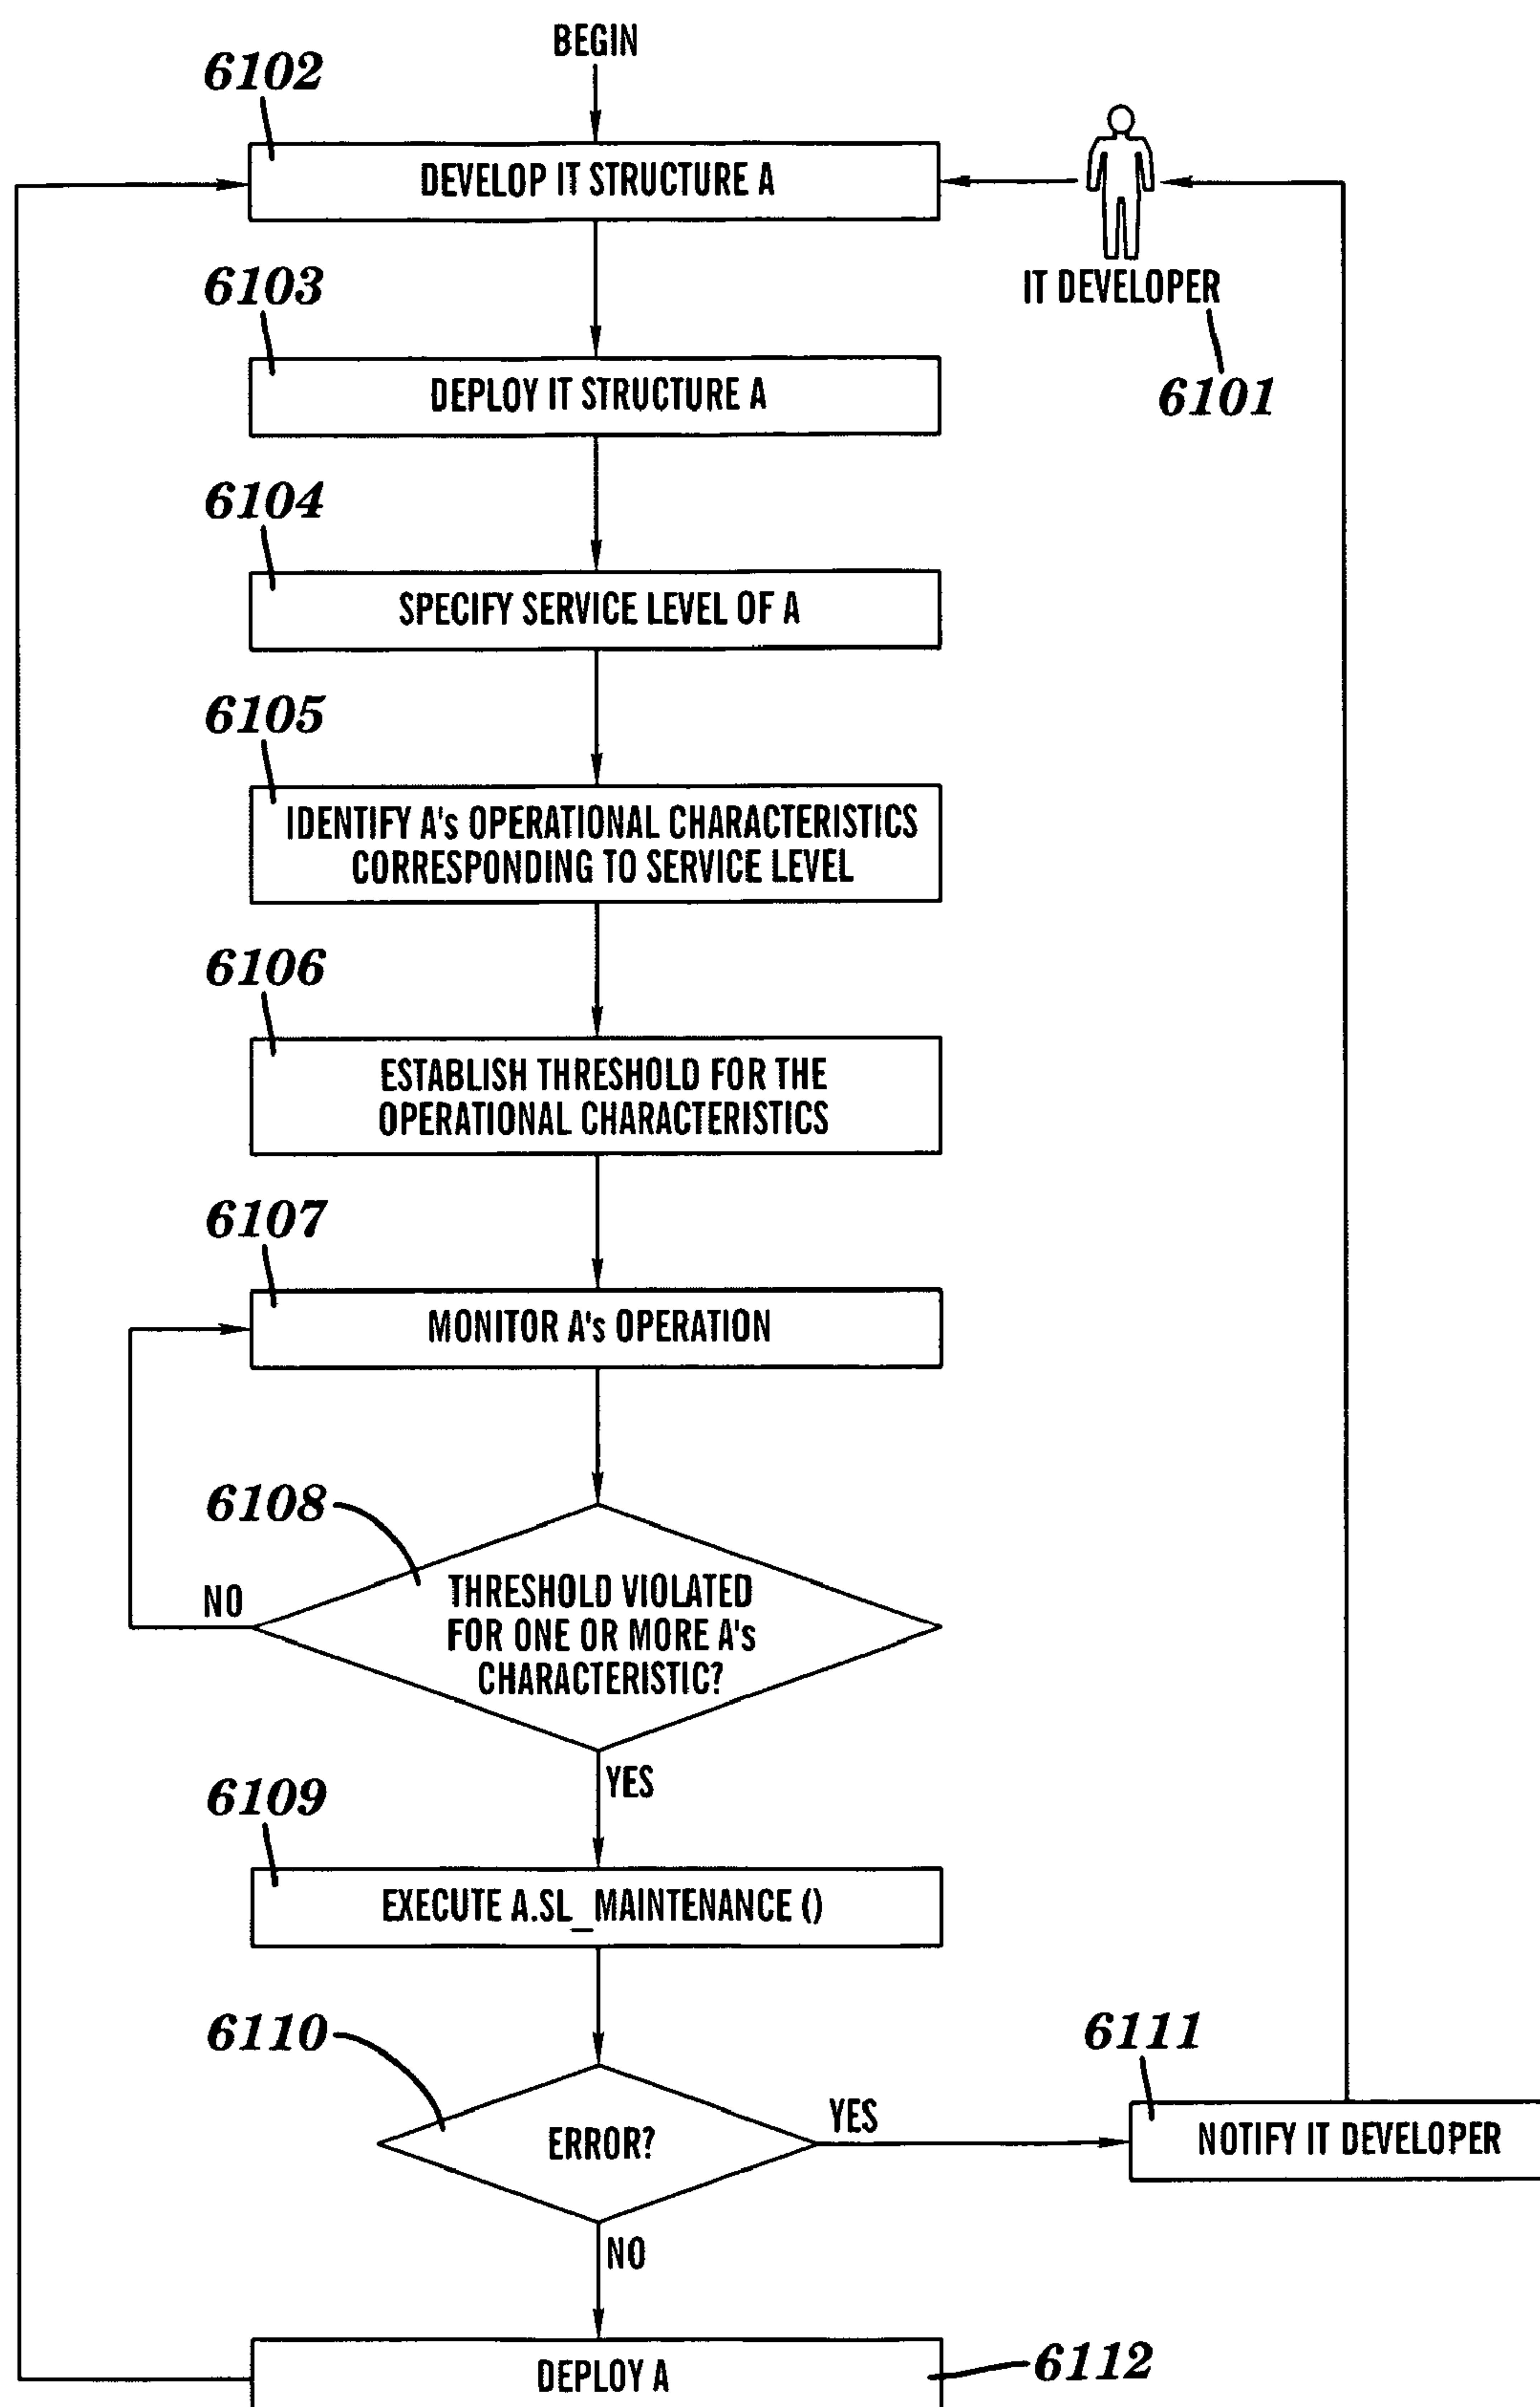 BEGIN
6102
DEVELOP IT STRUCTURE A
IT DEVELOPER
6101
6103
DEPLOY IT STRUCTURE A
6104
SPECIFY SERVICE LEVEL OF A
6105
IDENTIFY A's OPERATIONAL CHARACTERISTICS
CORRESPONDING TO SERVICE LEVEL
6106
ESTABLISH THRESHOLD FOR THE
OPERATIONAL CHARACTERISTICS
6107
MONITOR A's OPERATION
6108
NO
THRESHOLD VIOLATED
FOR ONE OR MORE A's
CHARACTERISTIC?
YES
6109
EXECUTE A.SL_MAINTENANCE ()
6110
ERROR?
YES
6111
NOTIFY IT DEVELOPER
NO
DEPLOY A
6112